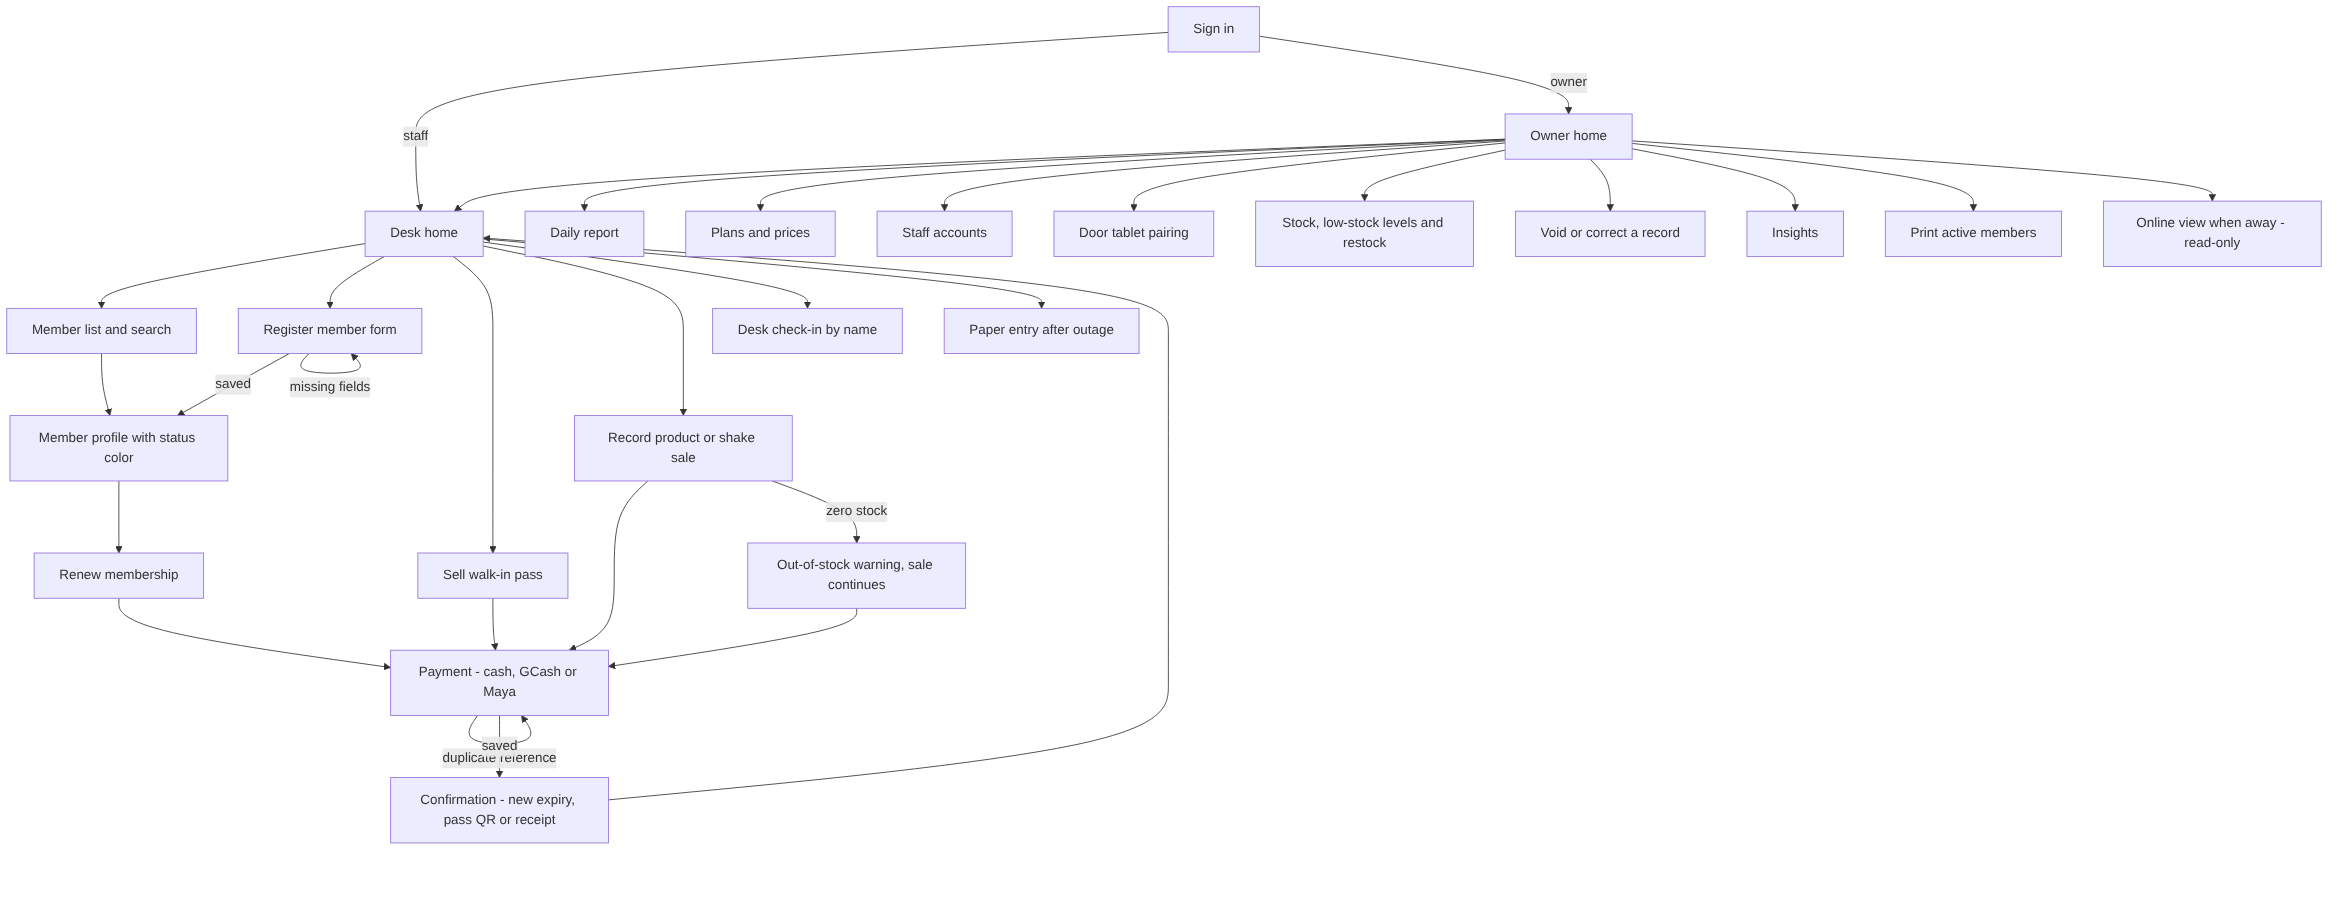 Sign in
owner
staff
Owner home
Desk home
Daily report
Plans and prices
Staff accounts
Door tablet pairing
Stock, low-stock levels and
restock
Void or correct a record
Insights
Print active members
Online view when away -
read-only
Member list and search
Register member form
Desk check-in by name
Paper entry after outage
saved
missing fields
Member profile with status
color
Record product or shake
sale
zero stock
Renew membership
Sell walk-in pass
Out-of-stock warning, sale
continues
Payment - cash, GCash or
Maya
saved
duplicate reference
Confirmation - new expiry,
pass QR or receipt